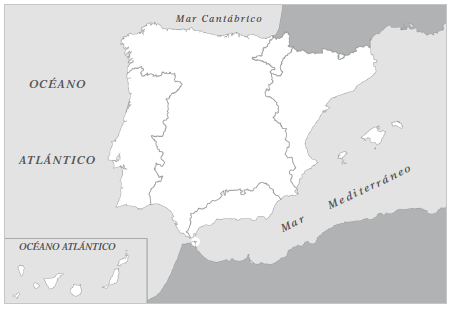 Mar Cantábrico
OCÉANO
ATLÁNTICO
Mar Mediterráneo
OCÉANO ATLÁNTICO